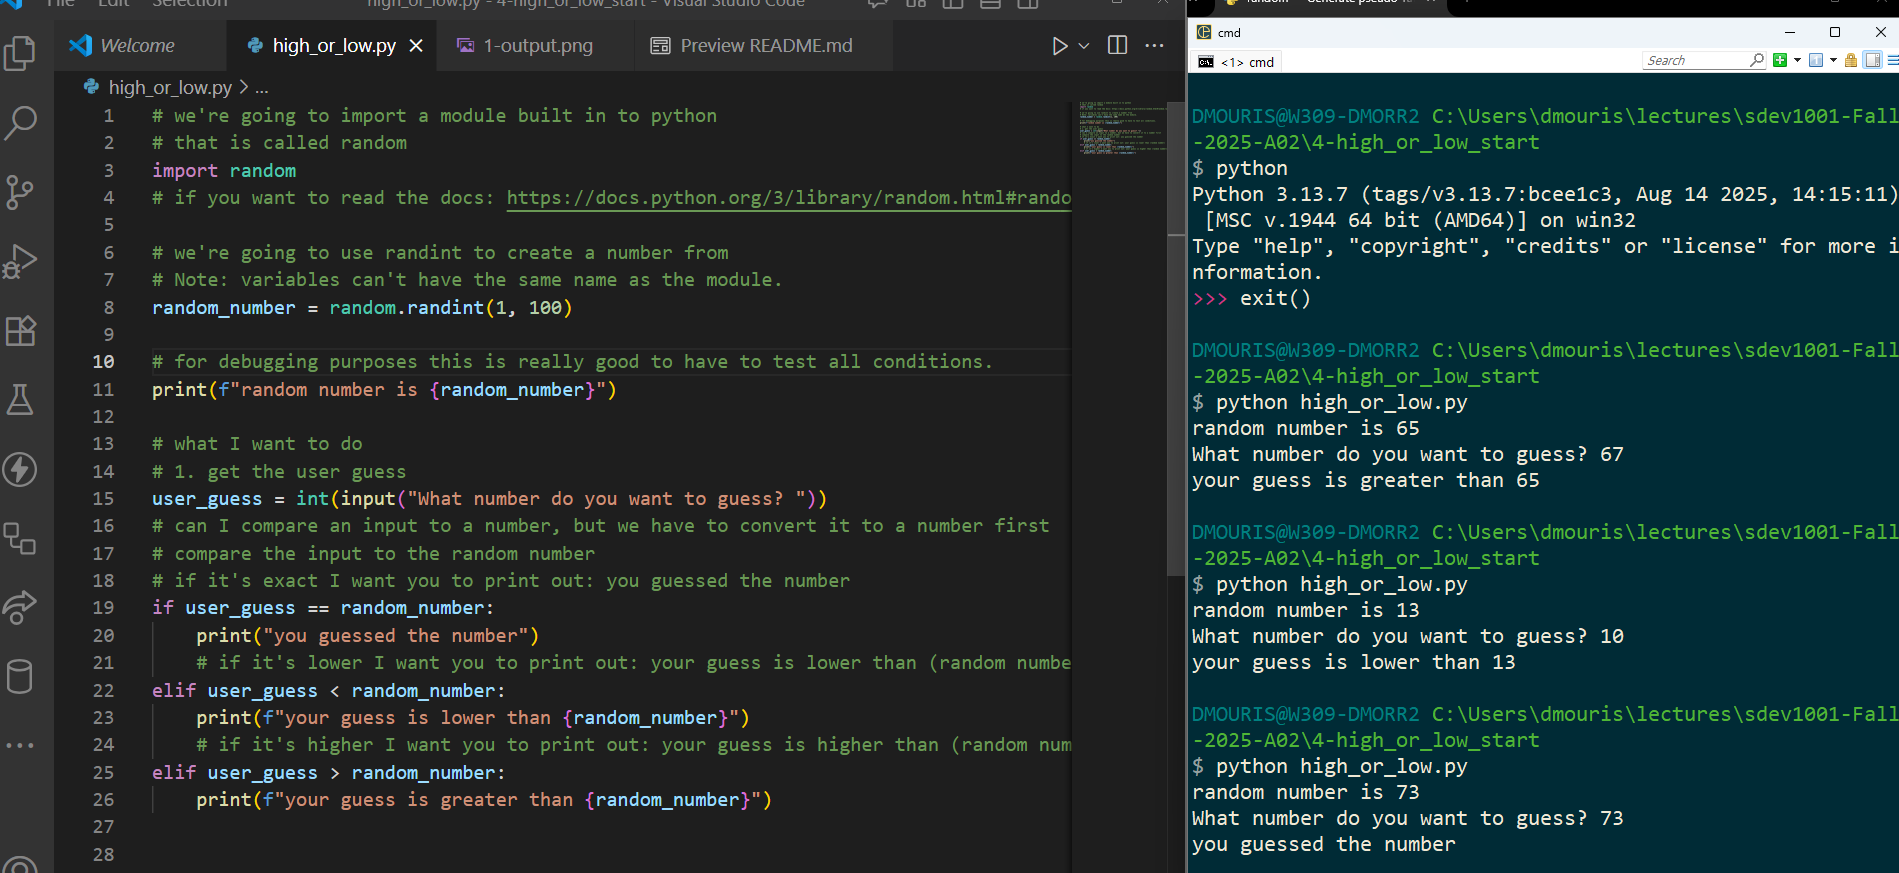 File Edit Selection high_or_low.py - 4-high_or_low_start - Visual Studio Code
Welcome high_or_low.py 1-output.png Preview README.md
high_or_low.py > ...
1 # we're going to import a module built in to python
2 # that is called random
3 import random
4 # if you want to read the docs: https://docs.python.org/3/library/random.html#rando
5
6 # we're going to use randint to create a number from
7 # Note: variables can't have the same name as the module.
8 random_number = random.randint(1, 100)
9
10 # for debugging purposes this is really good to have to test all conditions.
11 print(f"random number is {random_number}")
12
13 # what I want to do
14 # 1. get the user guess
15 user_guess = int(input("What number do you want to guess? "))
16 # can I compare an input to a number, but we have to convert it to a number first
17 # compare the input to the random number
18 # if it's exact I want you to print out: you guessed the number
19 if user_guess == random_number:
20     print("you guessed the number")
21     # if it's lower I want you to print out: your guess is lower than (random numbe
22 elif user_guess < random_number:
23     print(f"your guess is lower than {random_number}")
24     # if it's higher I want you to print out: your guess is higher than (random num
25 elif user_guess > random_number:
26     print(f"your guess is greater than {random_number}")
27
28
cmd
<1> cmd Search
DMOURIS@W309-DMORR2 C:\Users\dmouris\lectures\sdev1001-Fall
-2025-A02\4-high_or_low_start
$ python
Python 3.13.7 (tags/v3.13.7:bcee1c3, Aug 14 2025, 14:15:11)
[MSC v.1944 64 bit (AMD64)] on win32
Type "help", "copyright", "credits" or "license" for more i
nformation.
>>> exit()
DMOURIS@W309-DMORR2 C:\Users\dmouris\lectures\sdev1001-Fall
-2025-A02\4-high_or_low_start
$ python high_or_low.py
random number is 65
What number do you want to guess? 67
your guess is greater than 65
DMOURIS@W309-DMORR2 C:\Users\dmouris\lectures\sdev1001-Fall
-2025-A02\4-high_or_low_start
$ python high_or_low.py
random number is 13
What number do you want to guess? 10
your guess is lower than 13
DMOURIS@W309-DMORR2 C:\Users\dmouris\lectures\sdev1001-Fall
-2025-A02\4-high_or_low_start
$ python high_or_low.py
random number is 73
What number do you want to guess? 73
you guessed the number